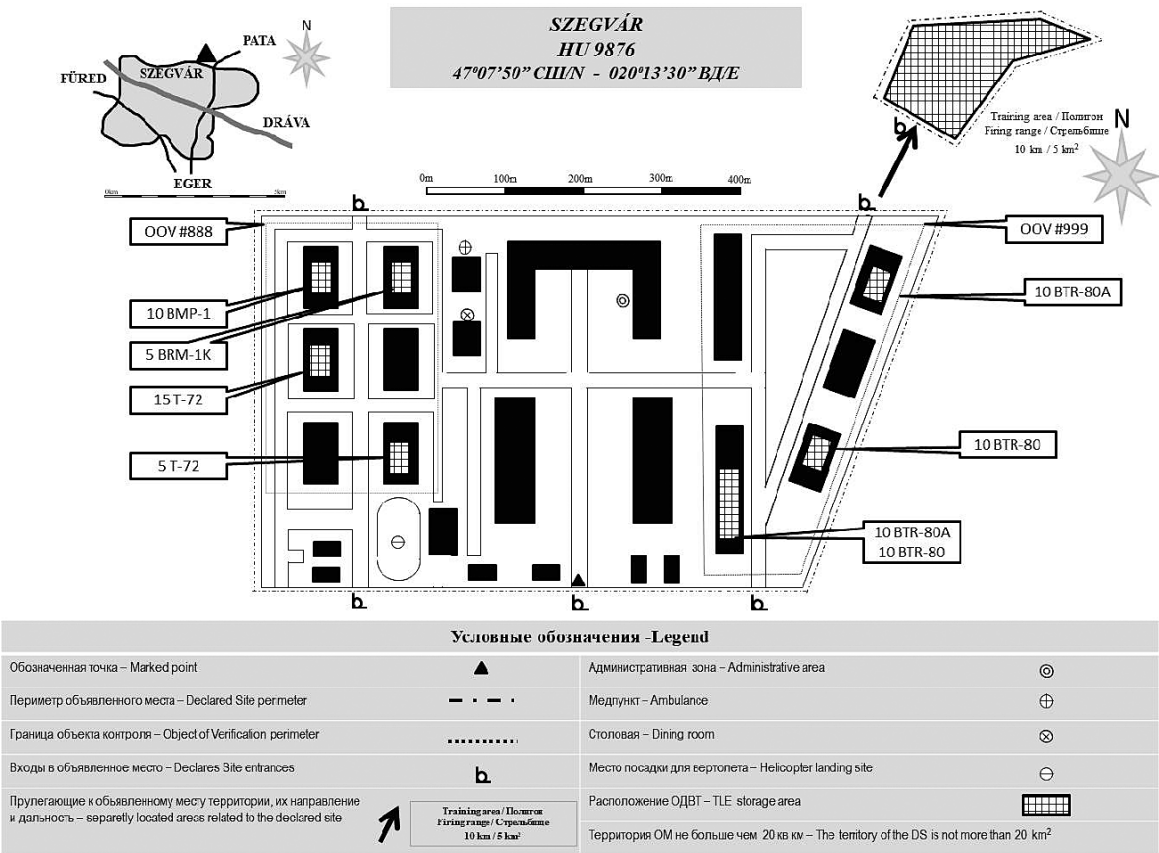 SZEGVÁR
HU 9876
47⁰07’50” СШ/N - 020⁰13’30” ВД/E
N
PATA
SZEGVÁR
FÜRED
DRÁVA
EGER
0km
5km
Training area / Полигон
Firing range / Стрельбище
10 km / 5 km²
N
0m 100m 200m 300m 400m
OOV #888
OOV #999
10 BMP-1
10 BTR-80A
5 BRM-1K
15 T-72
5 T-72
10 BTR-80
10 BTR-80A
10 BTR-80
Условные обозначения -Legend
Обозначенная точка – Marked point
Периметр объявленного места – Declared Site perimeter
Граница объекта контроля – Object of Verification perimeter
Входы в объявленное место – Declares Site entrances
Прулегающие к обьявленному месту территории, их направление
и дальность – separetly located areas related to the declared site
Training area / Полигон
Firing range / Стрельбище
10 km / 5 km²
Административная зона – Administrative area
Медпункт – Ambulance
Столовая – Dining room
Место посадки для вертолета – Helicopter landing site
Расположение ОДВТ – TLE storage area
Территория ОМ не больше чем 20 кв км – The territory of the DS is not more than 20 km²